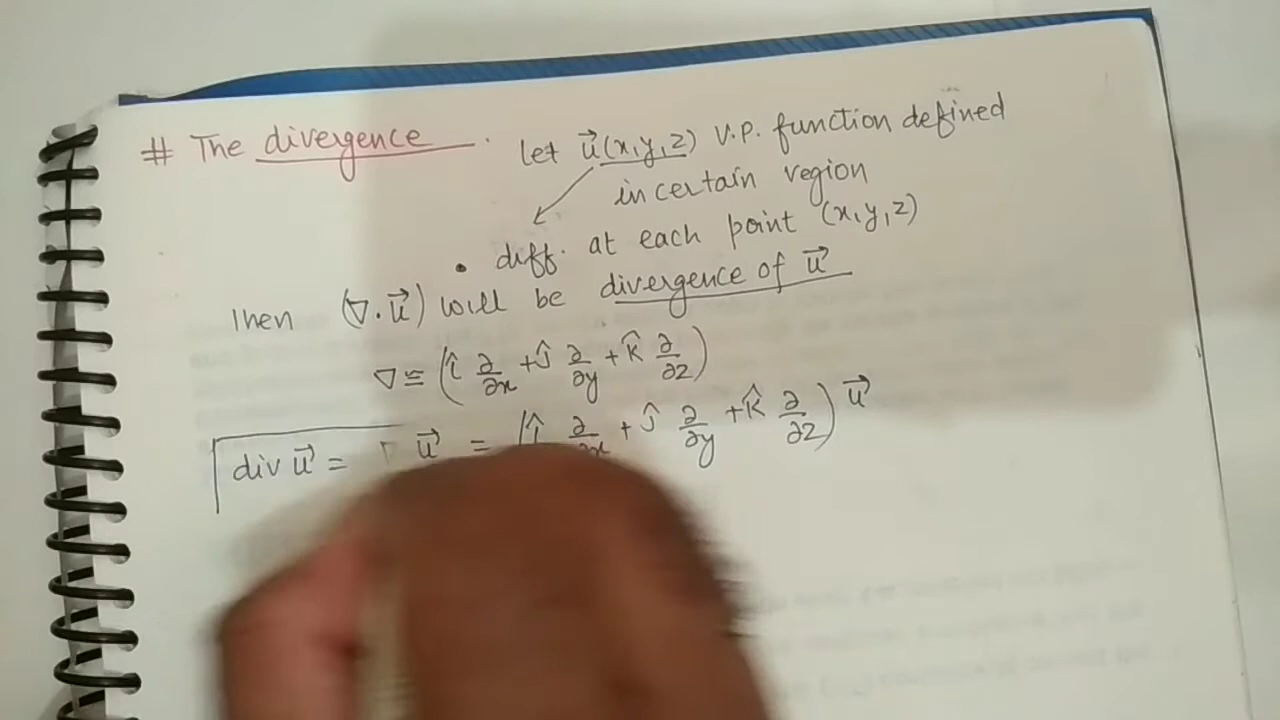 # The divergence . let u⃗(x,y,z) V.P. function defined
in certain region
• diff. at each point (x,y,z)
Then (∇.u⃗) will be divergence of u⃗
∇ ≅ (î ∂/∂x + ĵ ∂/∂y + k̂ ∂/∂z)
div u⃗ = ∇ u⃗ = (î ∂/∂x + ĵ ∂/∂y + k̂ ∂/∂z) u⃗